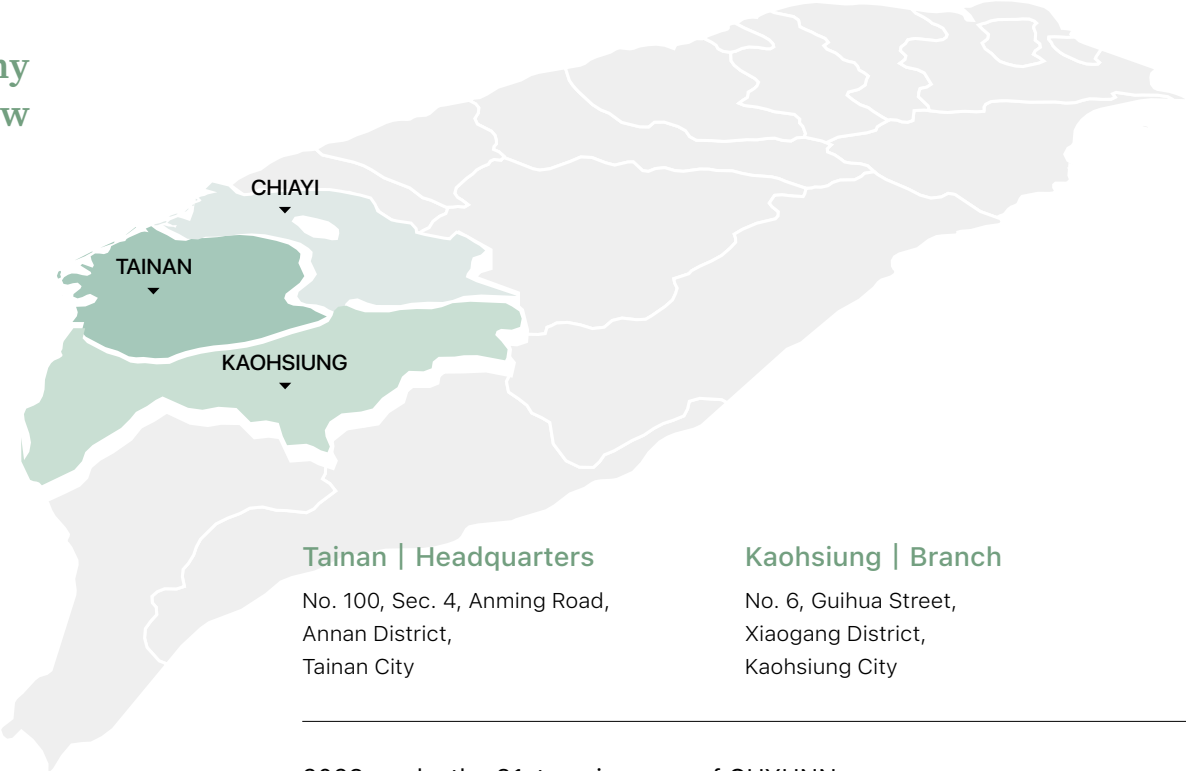 CHIAYI
TAINAN
KAOHSIUNG
Tainan | Headquarters
No. 100, Sec. 4, Anming Road,
Annan District,
Tainan City
Kaohsiung | Branch
No. 6, Guihua Street,
Xiaogang District,
Kaohsiung City